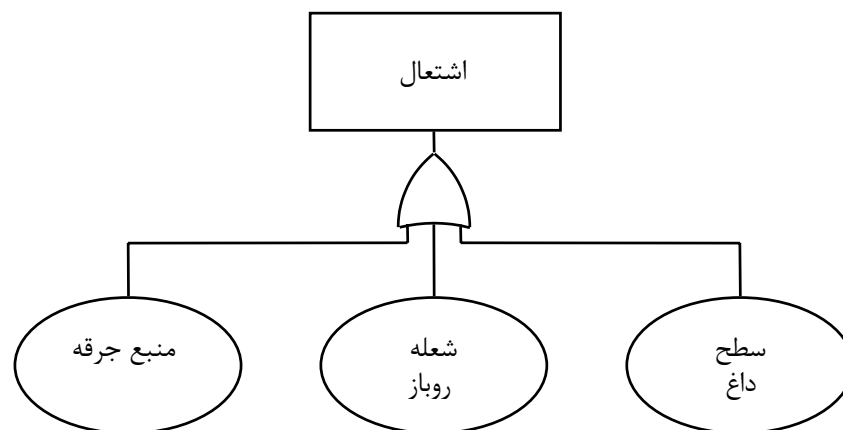 اشتعال
سطح
داغ
شعله
روباز
منبع جرقه